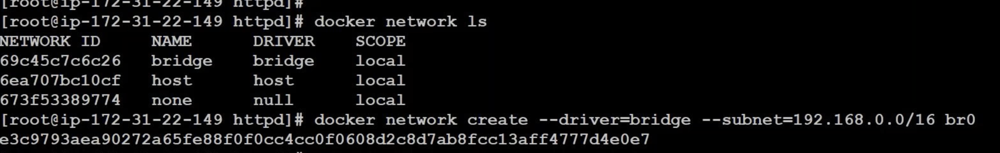 [root@ip-172-31-22-149 httpd]#
[root@ip-172-31-22-149 httpd]# docker network ls
NETWORK ID NAME DRIVER SCOPE
69c45c7c6c26 bridge bridge local
6ea707bc10cf host host local
673f53389774 none null local
[root@ip-172-31-22-149 httpd]# docker network create --driver=bridge --subnet=192.168.0.0/16 br0
e3c9793aea90272a65fe88f0f0cc4cc0f0608d2c8d7ab8fcc13aff4777d4e0e7